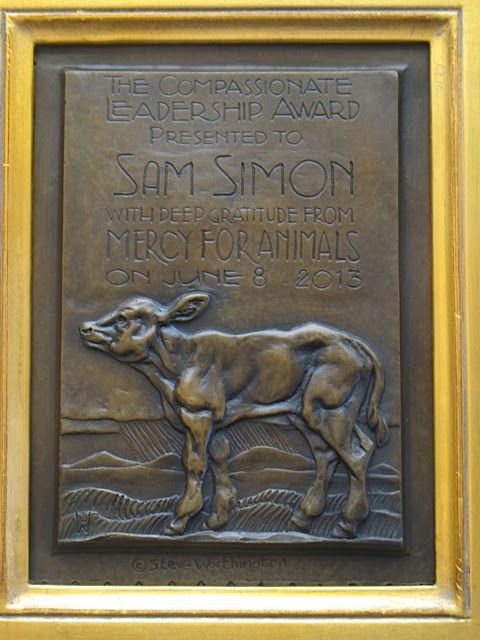 THE COMPASSIONATE
LEADERSHIP AWARD
PRESENTED TO
SAM SIMON
WITH DEEP GRATITUDE FROM
MERCY FOR ANIMALS
ON JUNE 8 2013
© Steve Worthington